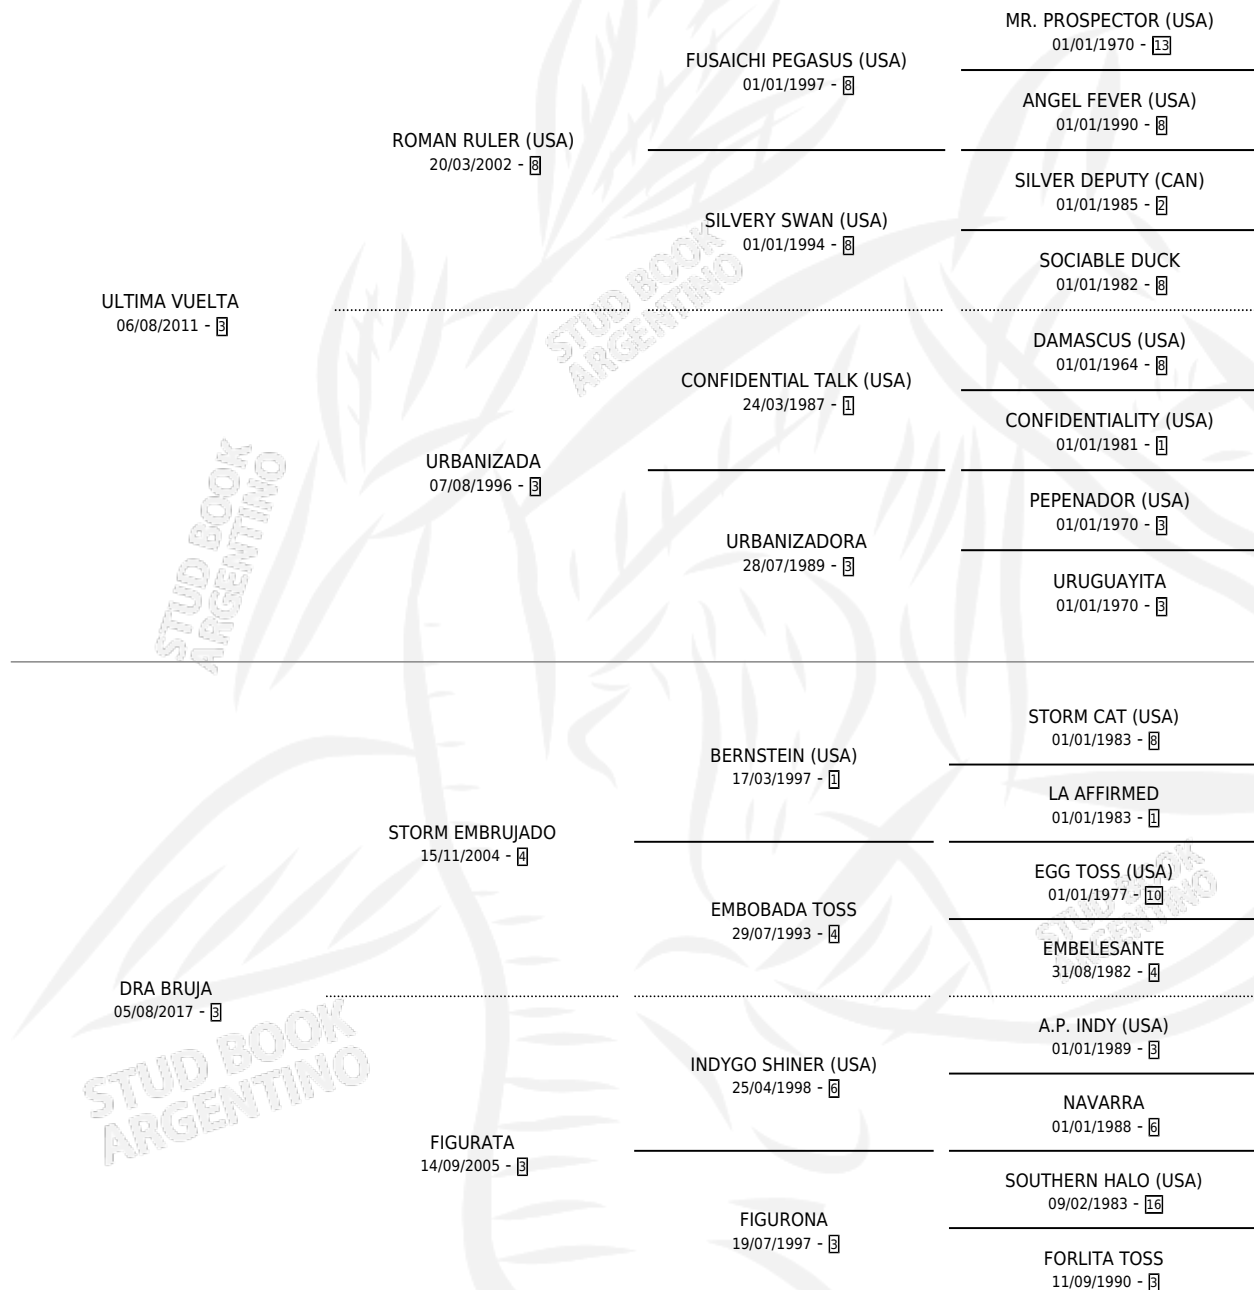 MR. PROSPECTOR (USA)
01/01/1970 - 13
FUSAICHI PEGASUS (USA)
01/01/1997 - 8
ANGEL FEVER (USA)
01/01/1990 - 8
ROMAN RULER (USA)
20/03/2002 - 8
SILVER DEPUTY (CAN)
01/01/1985 - 2
SILVERY SWAN (USA)
01/01/1994 - 8
SOCIABLE DUCK
01/01/1982 - 8
ULTIMA VUELTA
06/08/2011 - 3
DAMASCUS (USA)
01/01/1964 - 8
CONFIDENTIAL TALK (USA)
24/03/1987 - 1
CONFIDENTIALITY (USA)
01/01/1981 - 1
URBANIZADA
07/08/1996 - 3
PEPENADOR (USA)
01/01/1970 - 3
URBANIZADORA
28/07/1989 - 3
URUGUAYITA
01/01/1970 - 3
STORM CAT (USA)
01/01/1983 - 8
BERNSTEIN (USA)
17/03/1997 - 1
LA AFFIRMED
01/01/1983 - 1
STORM EMBRUJADO
15/11/2004 - 4
EGG TOSS (USA)
01/01/1977 - 10
EMBOBADA TOSS
29/07/1993 - 4
EMBELESANTE
31/08/1982 - 4
DRA BRUJA
05/08/2017 - 3
A.P. INDY (USA)
01/01/1989 - 3
INDYGO SHINER (USA)
25/04/1998 - 6
NAVARRA
01/01/1988 - 6
FIGURATA
14/09/2005 - 3
SOUTHERN HALO (USA)
09/02/1983 - 16
FIGURONA
19/07/1997 - 3
FORLITA TOSS
11/09/1990 - 3
STUD BOOK
ARGENTINO
STUD BOOK
ARGENTINO
STUD BOOK
ARGENTINO
STUD BOOK
ARGENTINO